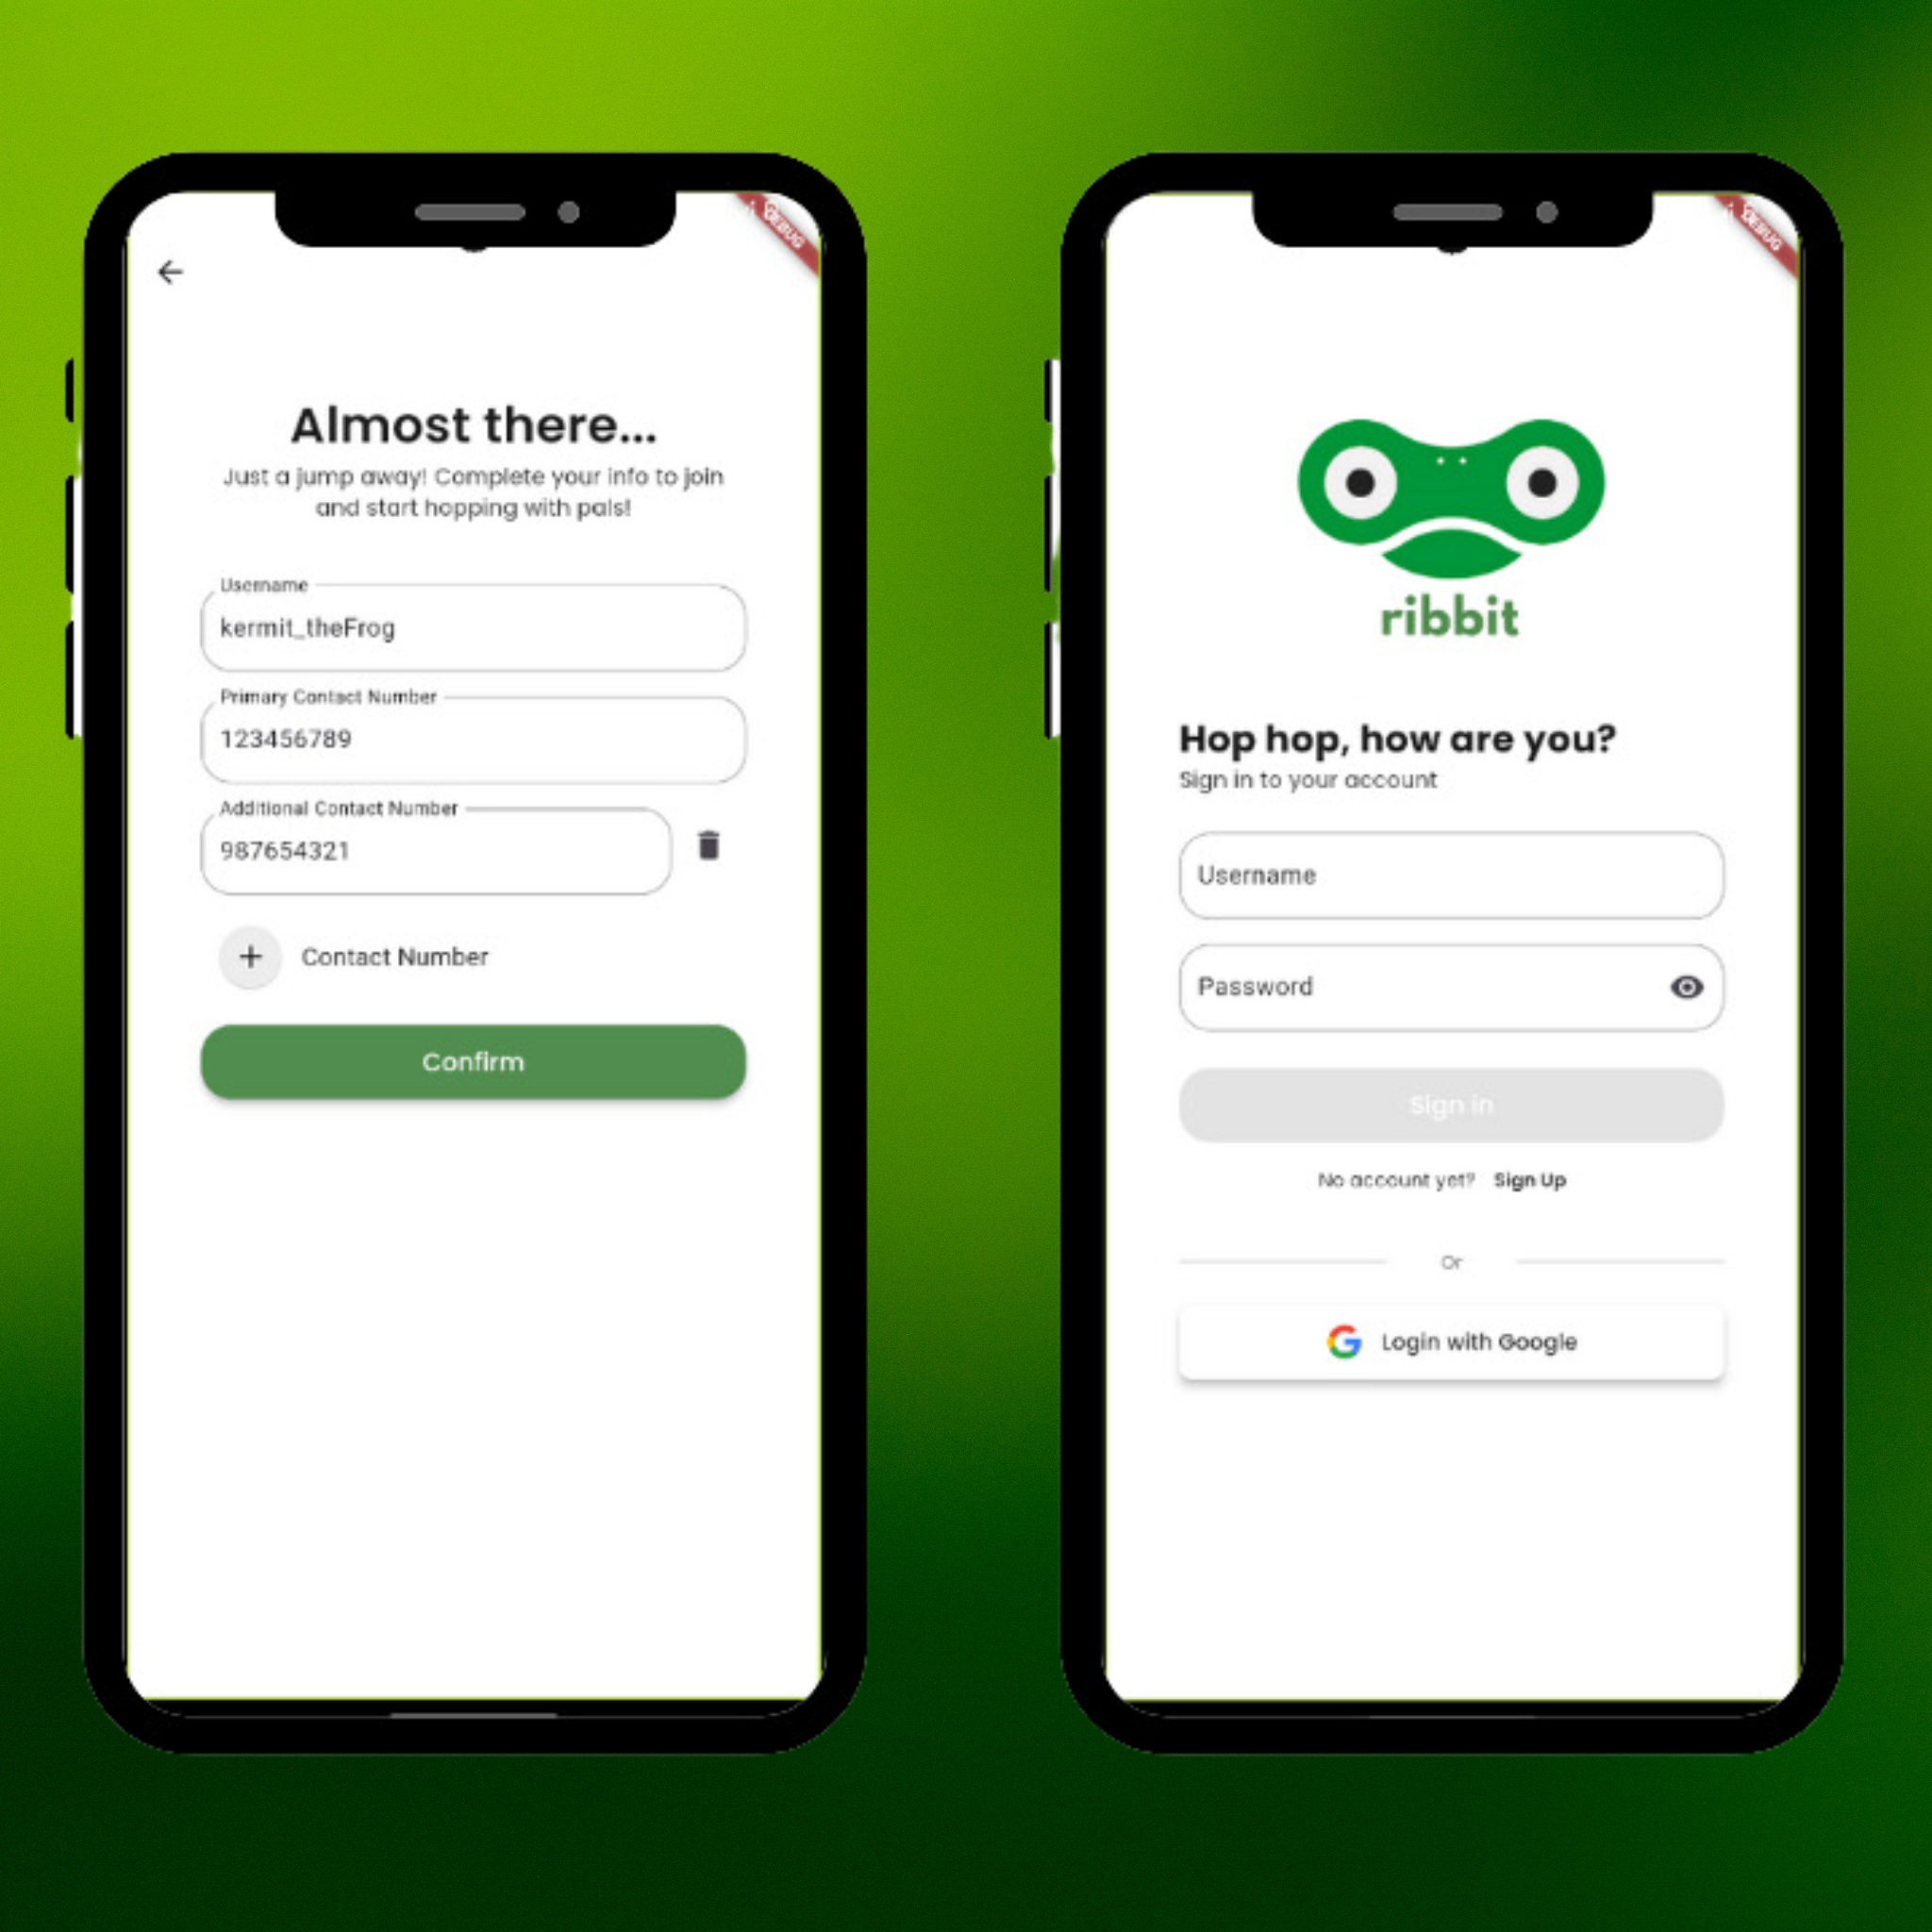 DEBUG
Almost there...
Just a jump away! Complete your info to join
and start hopping with pals!
Username
kermit_theFrog
Primary Contact Number
123456789
Additional Contact Number
987654321
+ Contact Number
Confirm
DEBUG
ribbit
Hop hop, how are you?
Sign in to your account
Username
Password
Sign in
No account yet? Sign Up
Or
Login with Google